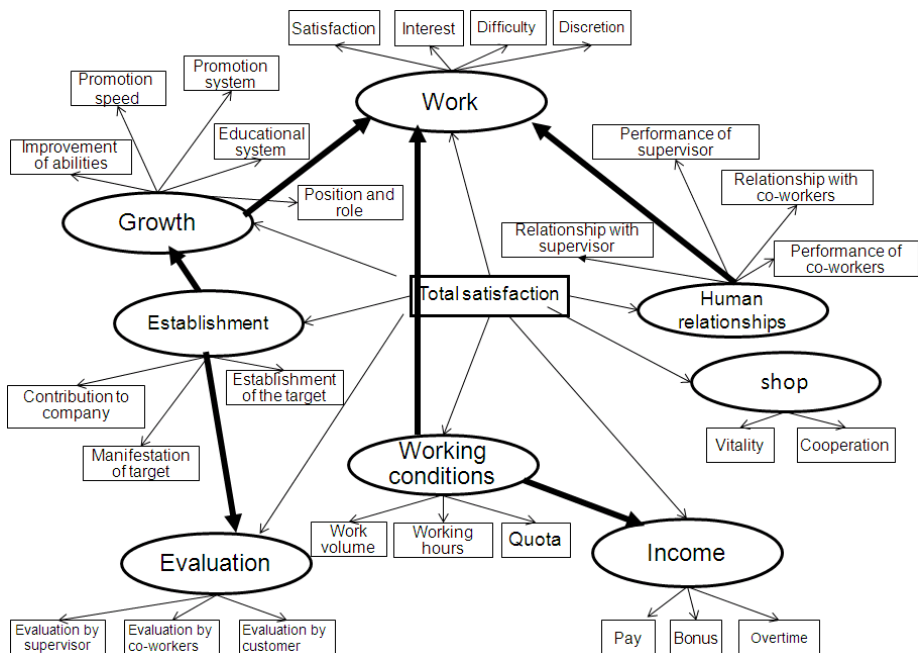 Satisfaction
Interest
Difficulty
Discretion
Promotion
system
Promotion
speed
Work
Educational
system
Improvement
of abilities
Performance of
supervisor
Relationship with
co-workers
Position and
role
Growth
Relationship with
supervisor
Performance of
co-workers
Total satisfaction
Human
relationships
Establishment
Establishment
of the target
Contribution to
company
Manifestation
of target
shop
Vitality
Cooperation
Working
conditions
Work
volume
Working
hours
Quota
Evaluation
Income
Evaluation by
supervisor
Evaluation by
co-workers
Evaluation by
customer
Pay
Bonus
Overtime